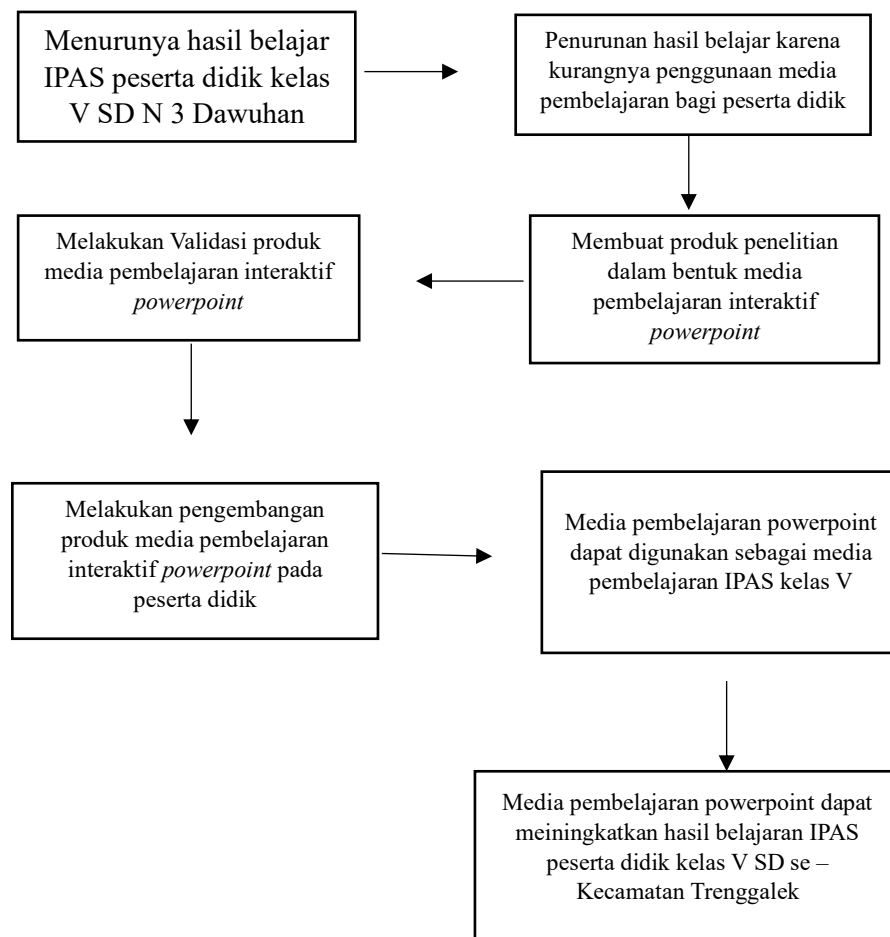 Menurunya hasil belajar
IPAS peserta didik kelas
V SD N 3 Dawuhan
Penurunan hasil belajar karena
kurangnya penggunaan media
pembelajaran bagi peserta didik
Membuat produk penelitian
dalam bentuk media
pembelajaran interaktif
powerpoint
Melakukan Validasi produk
media pembelajaran interaktif
powerpoint
Melakukan pengembangan
produk media pembelajaran
interaktif powerpoint pada
peserta didik
Media pembelajaran powerpoint
dapat digunakan sebagai media
pembelajaran IPAS kelas V
Media pembelajaran powerpoint dapat
meiningkatkan hasil belajaran IPAS
peserta didik kelas V SD se –
Kecamatan Trenggalek